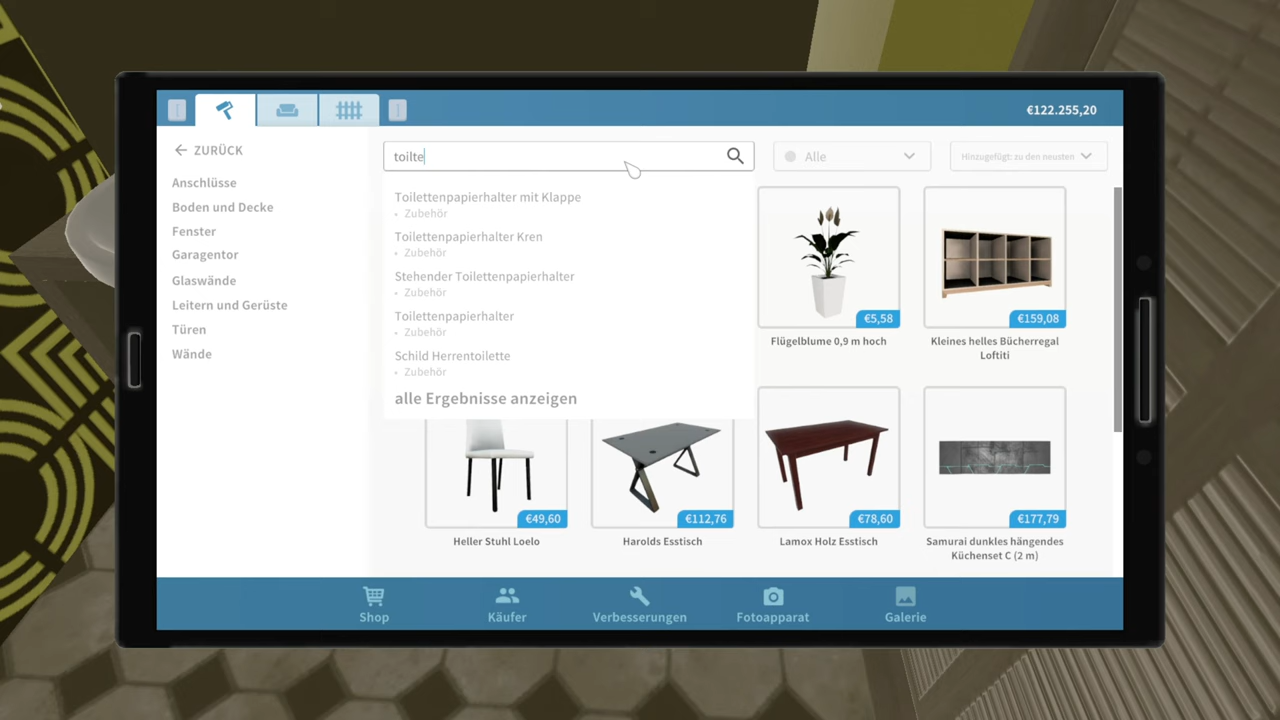 €122.255,20
ZURÜCK
Anschlüsse
Boden und Decke
Fenster
Garagentor
Glaswände
Leitern und Gerüste
Türen
Wände
toilte
Alle
Hinzugefügt: zu den neusten
Toilettenpapierhalter mit Klappe
• Zubehör
Toilettenpapierhalter Kren
• Zubehör
Stehender Toilettenpapierhalter
• Zubehör
Toilettenpapierhalter
• Zubehör
Schild Herrentoilette
• Zubehör
alle Ergebnisse anzeigen
€5,58
Flügelblume 0,9 m hoch
€159,08
Kleines helles Bücherregal
Loftiti
€49,60
Heller Stuhl Loelo
€112,76
Harolds Esstisch
€78,60
Lamox Holz Esstisch
€177,79
Samurai dunkles hängendes
Küchenset C (2 m)
Shop
Käufer
Verbesserungen
Fotoapparat
Galerie